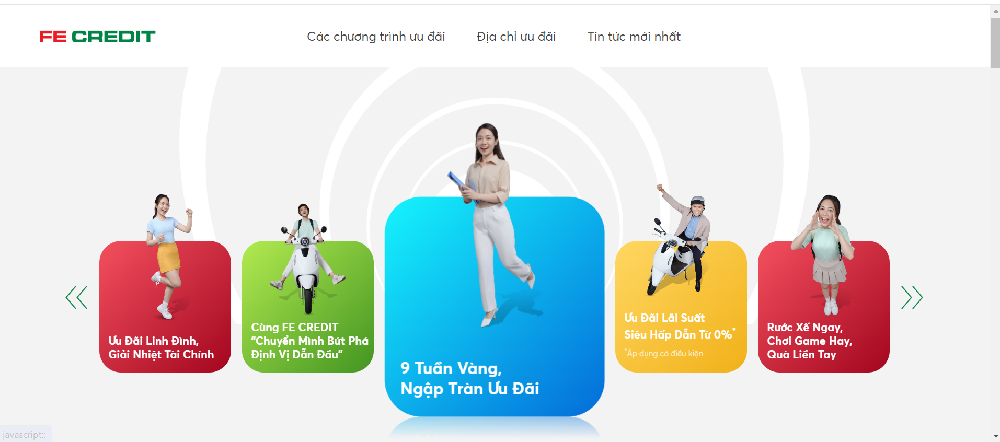 FE CREDIT
Các chương trình ưu đãi
Địa chỉ ưu đãi
Tin tức mới nhất
Ưu Đãi Linh Đình,
Giải Nhiệt Tài Chính
Cùng FE CREDIT
“Chuyển Mình Bứt Phá
Định Vị Dẫn Đầu”
9 Tuần Vàng,
Ngập Tràn Ưu Đãi
Ưu Đãi Lãi Suất
Siêu Hấp Dẫn Từ 0%*
*Áp dụng có điều kiện
Rước Xế Ngay,
Chơi Game Hay,
Quà Liền Tay
javascript:;